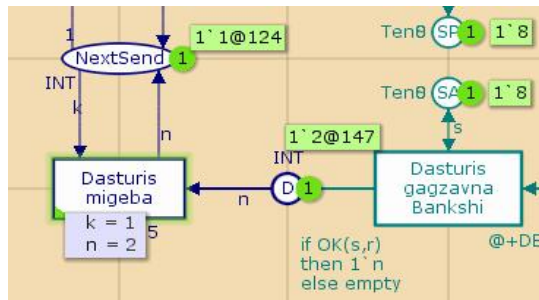 1
1`1@124
NextSend
1
INT
k
n
Ten0
SP
1
1`8
Ten0
SA
1
1`8
s
1`2@147
INT
D
1
n
Dasturis
migeba
k = 1
n = 2
5
Dasturis
gagzavna
Bankshi
if OK(s,r)
then 1`n
else empty